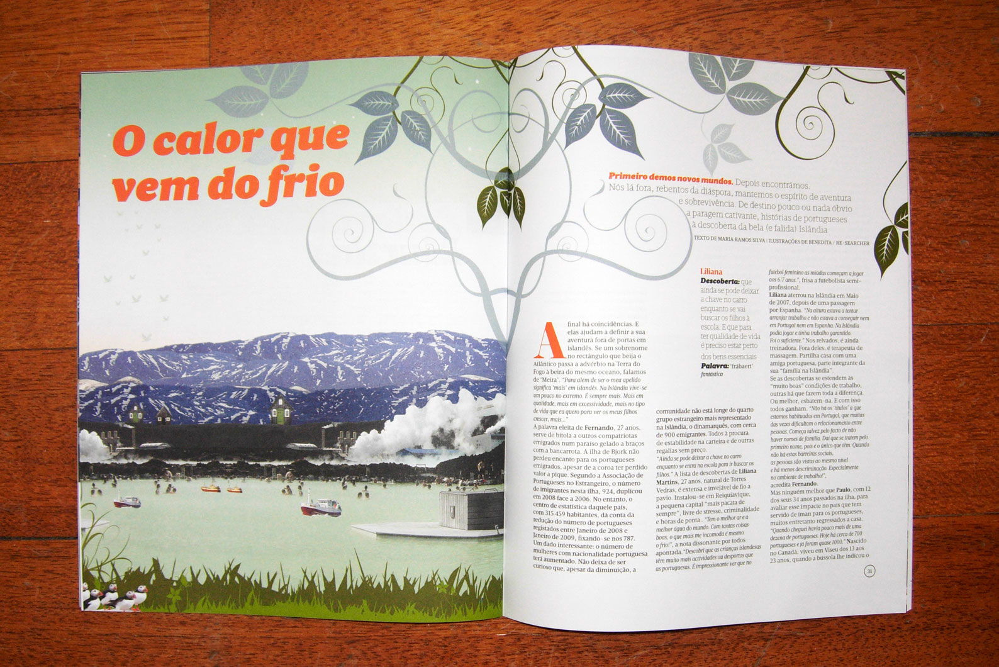 O calor que
vem do frio
Primeiro demos novos mundos. Depois encontrámos.
Nós lá fora, rebentos da diáspora, mantemos o espírito de aventura
e sobrevivência. De destino pouco ou nada óbvio
a paragem cativante, histórias de portugueses
à descoberta da bela (e falida) Islândia
TEXTO DE MARIA RAMOS SILVA | ILUSTRAÇÕES DE BENEDITA / RE-SEARCHER
A
final há coincidências. E
elas ajudam a definir a sua
aventura fora de portas em
islandês. Se um sobrenome
no rectângulo que beija o
Atlântico passa a advérbio na Terra do
Fogo à beira do mesmo oceano, falamos
de 'Meira'. "Para além de ser o meu apelido
significa 'mais' em islandês. Na Islândia vive-se
um pouco no extremo. É sempre mais. Mais em
qualidade, mais em excessividade, mais no tipo
de vida que eu quero para ver os meus filhos
crescer, mais..."
A palavra eleita de Fernando, 27 anos,
serve de bitola a outros compatriotas
emigrados num paraíso gelado a braços
com a bancarrota. A ilha de Bjork não
perdeu encanto para os portugueses
emigrados, apesar de a coroa ter perdido
valor a pique. Segundo a Associação de
Portugueses no Estrangeiro, o número
de imigrantes nesta ilha, 924, duplicou
em 2008 face a 2006. No entanto, o
centro de estatística daquele país,
com 315 459 habitantes, dá conta da
redução do número de portugueses
registados entre Janeiro de 2008 e
Janeiro de 2009, fixando-se nos 787.
Um dado interessante: o número de
mulheres com nacionalidade portuguesa
terá aumentado. Não deixa de ser
curioso que, apesar da diminuição, a
Liliana
Descoberta: que
ainda se pode deixar
a chave no carro
enquanto se vai
buscar os filhos à
escola. E que para
ter qualidade de vida
é preciso estar perto
dos bens essenciais
Palavra: 'frábaert'
fantástica
comunidade não está longe do quarto
grupo estrangeiro mais representado
na Islândia, o dinamarquês, com cerca
de 900 emigrantes. Todos à procura
de estabilidade na carteira e de outras
regalias sem preço.
"Ainda se pode deixar a chave no carro
enquanto se entra na escola para ir buscar os
filhos." A lista de descobertas de Liliana
Martins, 27 anos, natural de Torres
Vedras, é extensa e invejável de fio a
pavio. Instalou-se em Reiquiavique,
a pequena capital "mais pacata de
sempre", livre de stresse, criminalidade
e horas de ponta . "Tem o melhor ar e a
melhor água do mundo. Com tantas coisas
boas, o que mais me incomoda é mesmo
o frio!", a nota dissonante por todos
apontada. "Descobri que as crianças islandesas
têm muito mais actividades ou desportos que
as portuguesas. É impressionante ver que no
futebol feminino as miúdas começam a jogar
aos 6/7 anos.", frisa a futebolista semi-
profissional.
Liliana aterrou na Islândia em Maio
de 2007, depois de uma passagem
por Espanha. "Na altura estava a tentar
arranjar trabalho e não estava a conseguir nem
em Portugal nem em Espanha. Na Islândia
podia jogar e tinha trabalho garantido.
Foi o suficiente." Nos relvados, é ainda
treinadora. Fora deles, é terapeuta de
massagem. Partilha casa com uma
amiga portuguesa, parte integrante da
sua "família na Islândia".
Se as descobertas se estendem às
"muito boas" condições de trabalho,
outras há que fazem toda a diferença.
Ou melhor, esbatem-na. E com isso
todos ganham. "Não há os 'títulos' a que
estamos habituados em Portugal, que muitas
das vezes dificultam o relacionamento entre
pessoas. Começa talvez pelo facto de não
haver nomes de família. Daí que se tratem pelo
primeiro nome, pois é o único que têm. Quando
não há estas barreiras sociais,
as pessoas são vistas ao mesmo nível
e há menos descriminação. Especialmente
no ambiente de trabalho!",
acredita Fernando.
Mas ninguém melhor que Paulo, com 12
dos seus 34 anos passados na ilha, para
avaliar esse impacte no país que tem
servido de íman para os portugueses,
muitos entretanto regressados a casa.
"Quando cheguei havia pouco mais de uma
dezena de portugueses. Hoje há cerca de 700
portugueses e já foram quase 1000." Nascido
no Canadá, viveu em Viseu dos 13 aos
23 anos, quando a bússola lhe indicou o
31